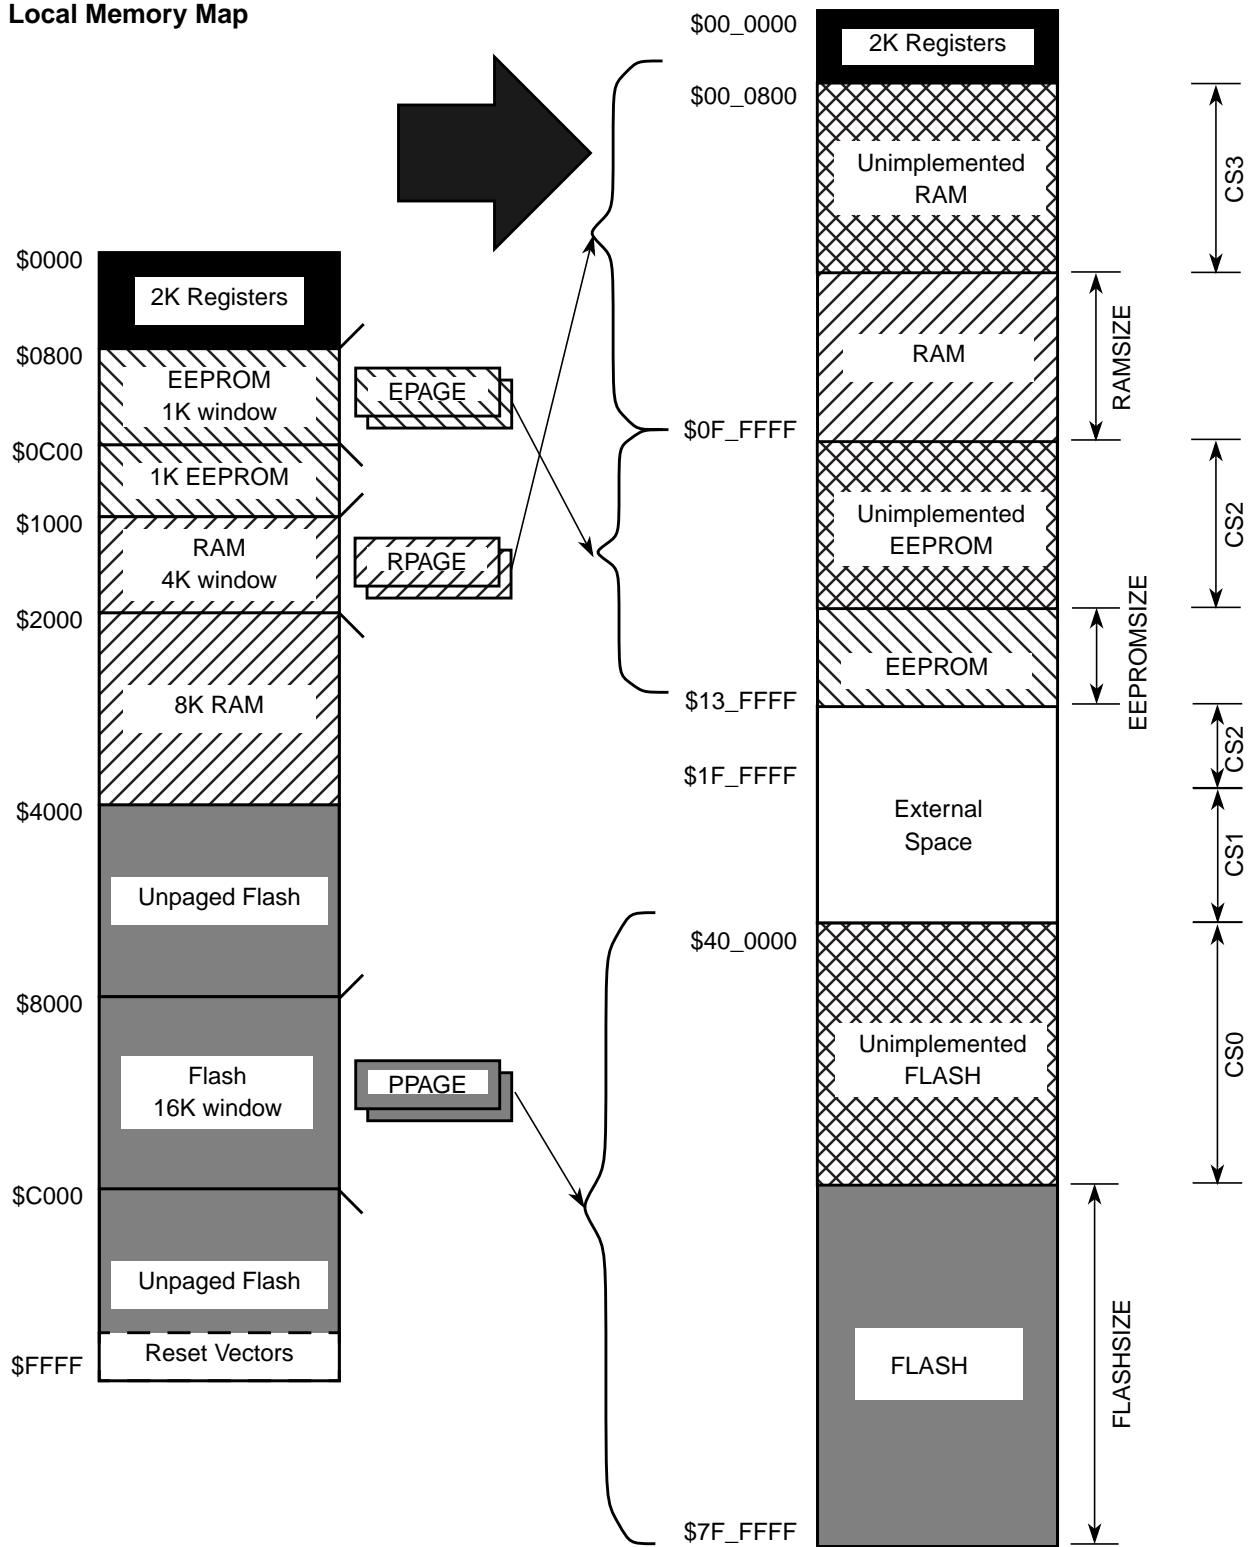 Local Memory Map
$0000
2K Registers
$0800
EEPROM
1K window
$0C00
1K EEPROM
$1000
RAM
4K window
$2000
8K RAM
$4000
Unpaged Flash
$8000
Flash
16K window
$C000
Unpaged Flash
Reset Vectors
$FFFF
EPAGE
RPAGE
PPAGE
$00_0000
2K Registers
$00_0800
Unimplemented
RAM
CS3
RAM
RAMSIZE
$0F_FFFF
Unimplemented
EEPROM
CS2
EEPROM
EEPROMSIZE
$13_FFFF
CS2
$1F_FFFF
External
Space
CS1
$40_0000
Unimplemented
FLASH
CS0
FLASH
FLASHSIZE
$7F_FFFF